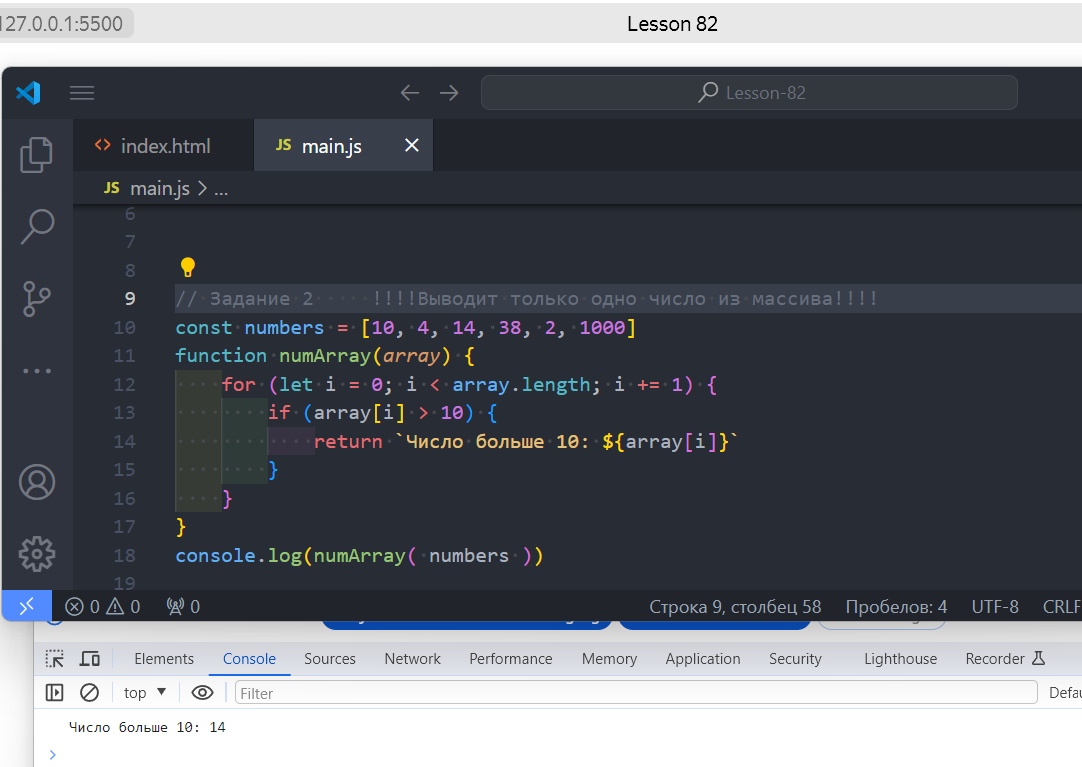 127.0.0.1:5500
Lesson 82
Lesson-82
index.html
JS main.js
JS main.js > ...
6
7
8
9 // Задание 2 !!!!Выводит только одно число из массива!!!!
10 const numbers = [10, 4, 14, 38, 2, 1000]
11 function numArray(array) {
12 for (let i = 0; i < array.length; i += 1) {
13 if (array[i] > 10) {
14 return `Число больше 10: ${array[i]}`
15 }
16 }
17 }
18 console.log(numArray( numbers ))
19
0 0 0 Строка 9, столбец 58 Пробелов: 4 UTF-8 CRLF
Elements Console Sources Network Performance Memory Application Security Lighthouse Recorder
top Filter
Число больше 10: 14